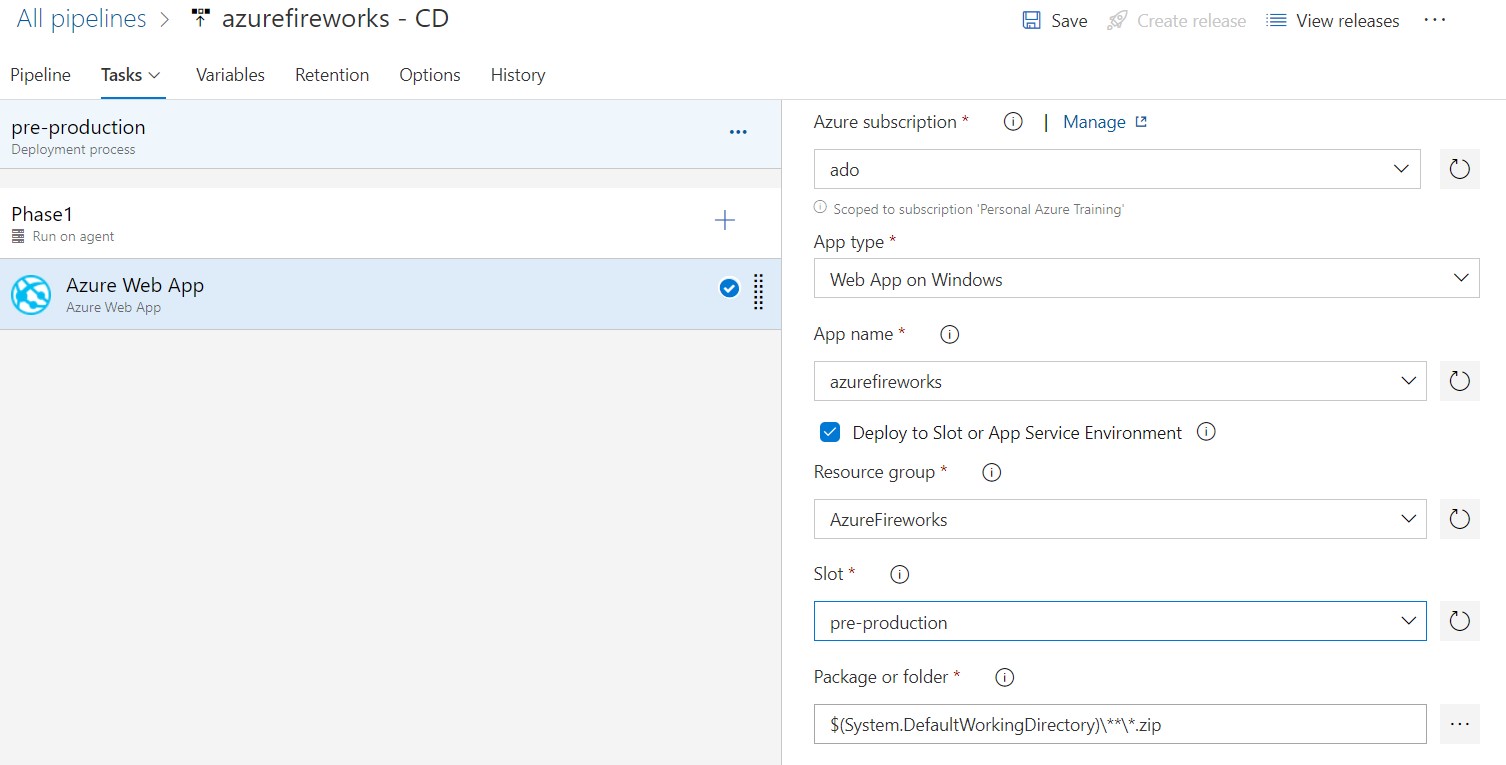 All pipelines > azurefireworks - CD
Save Create release View releases ...
Pipeline Tasks Variables Retention Options History
pre-production
Deployment process
Phase1
Run on agent
Azure Web App
Azure Web App
Azure subscription * | Manage
ado
Scoped to subscription 'Personal Azure Training'
App type *
Web App on Windows
App name *
azurefireworks
Deploy to Slot or App Service Environment
Resource group *
AzureFireworks
Slot *
pre-production
Package or folder *
$(System.DefaultWorkingDirectory)\**\*.zip